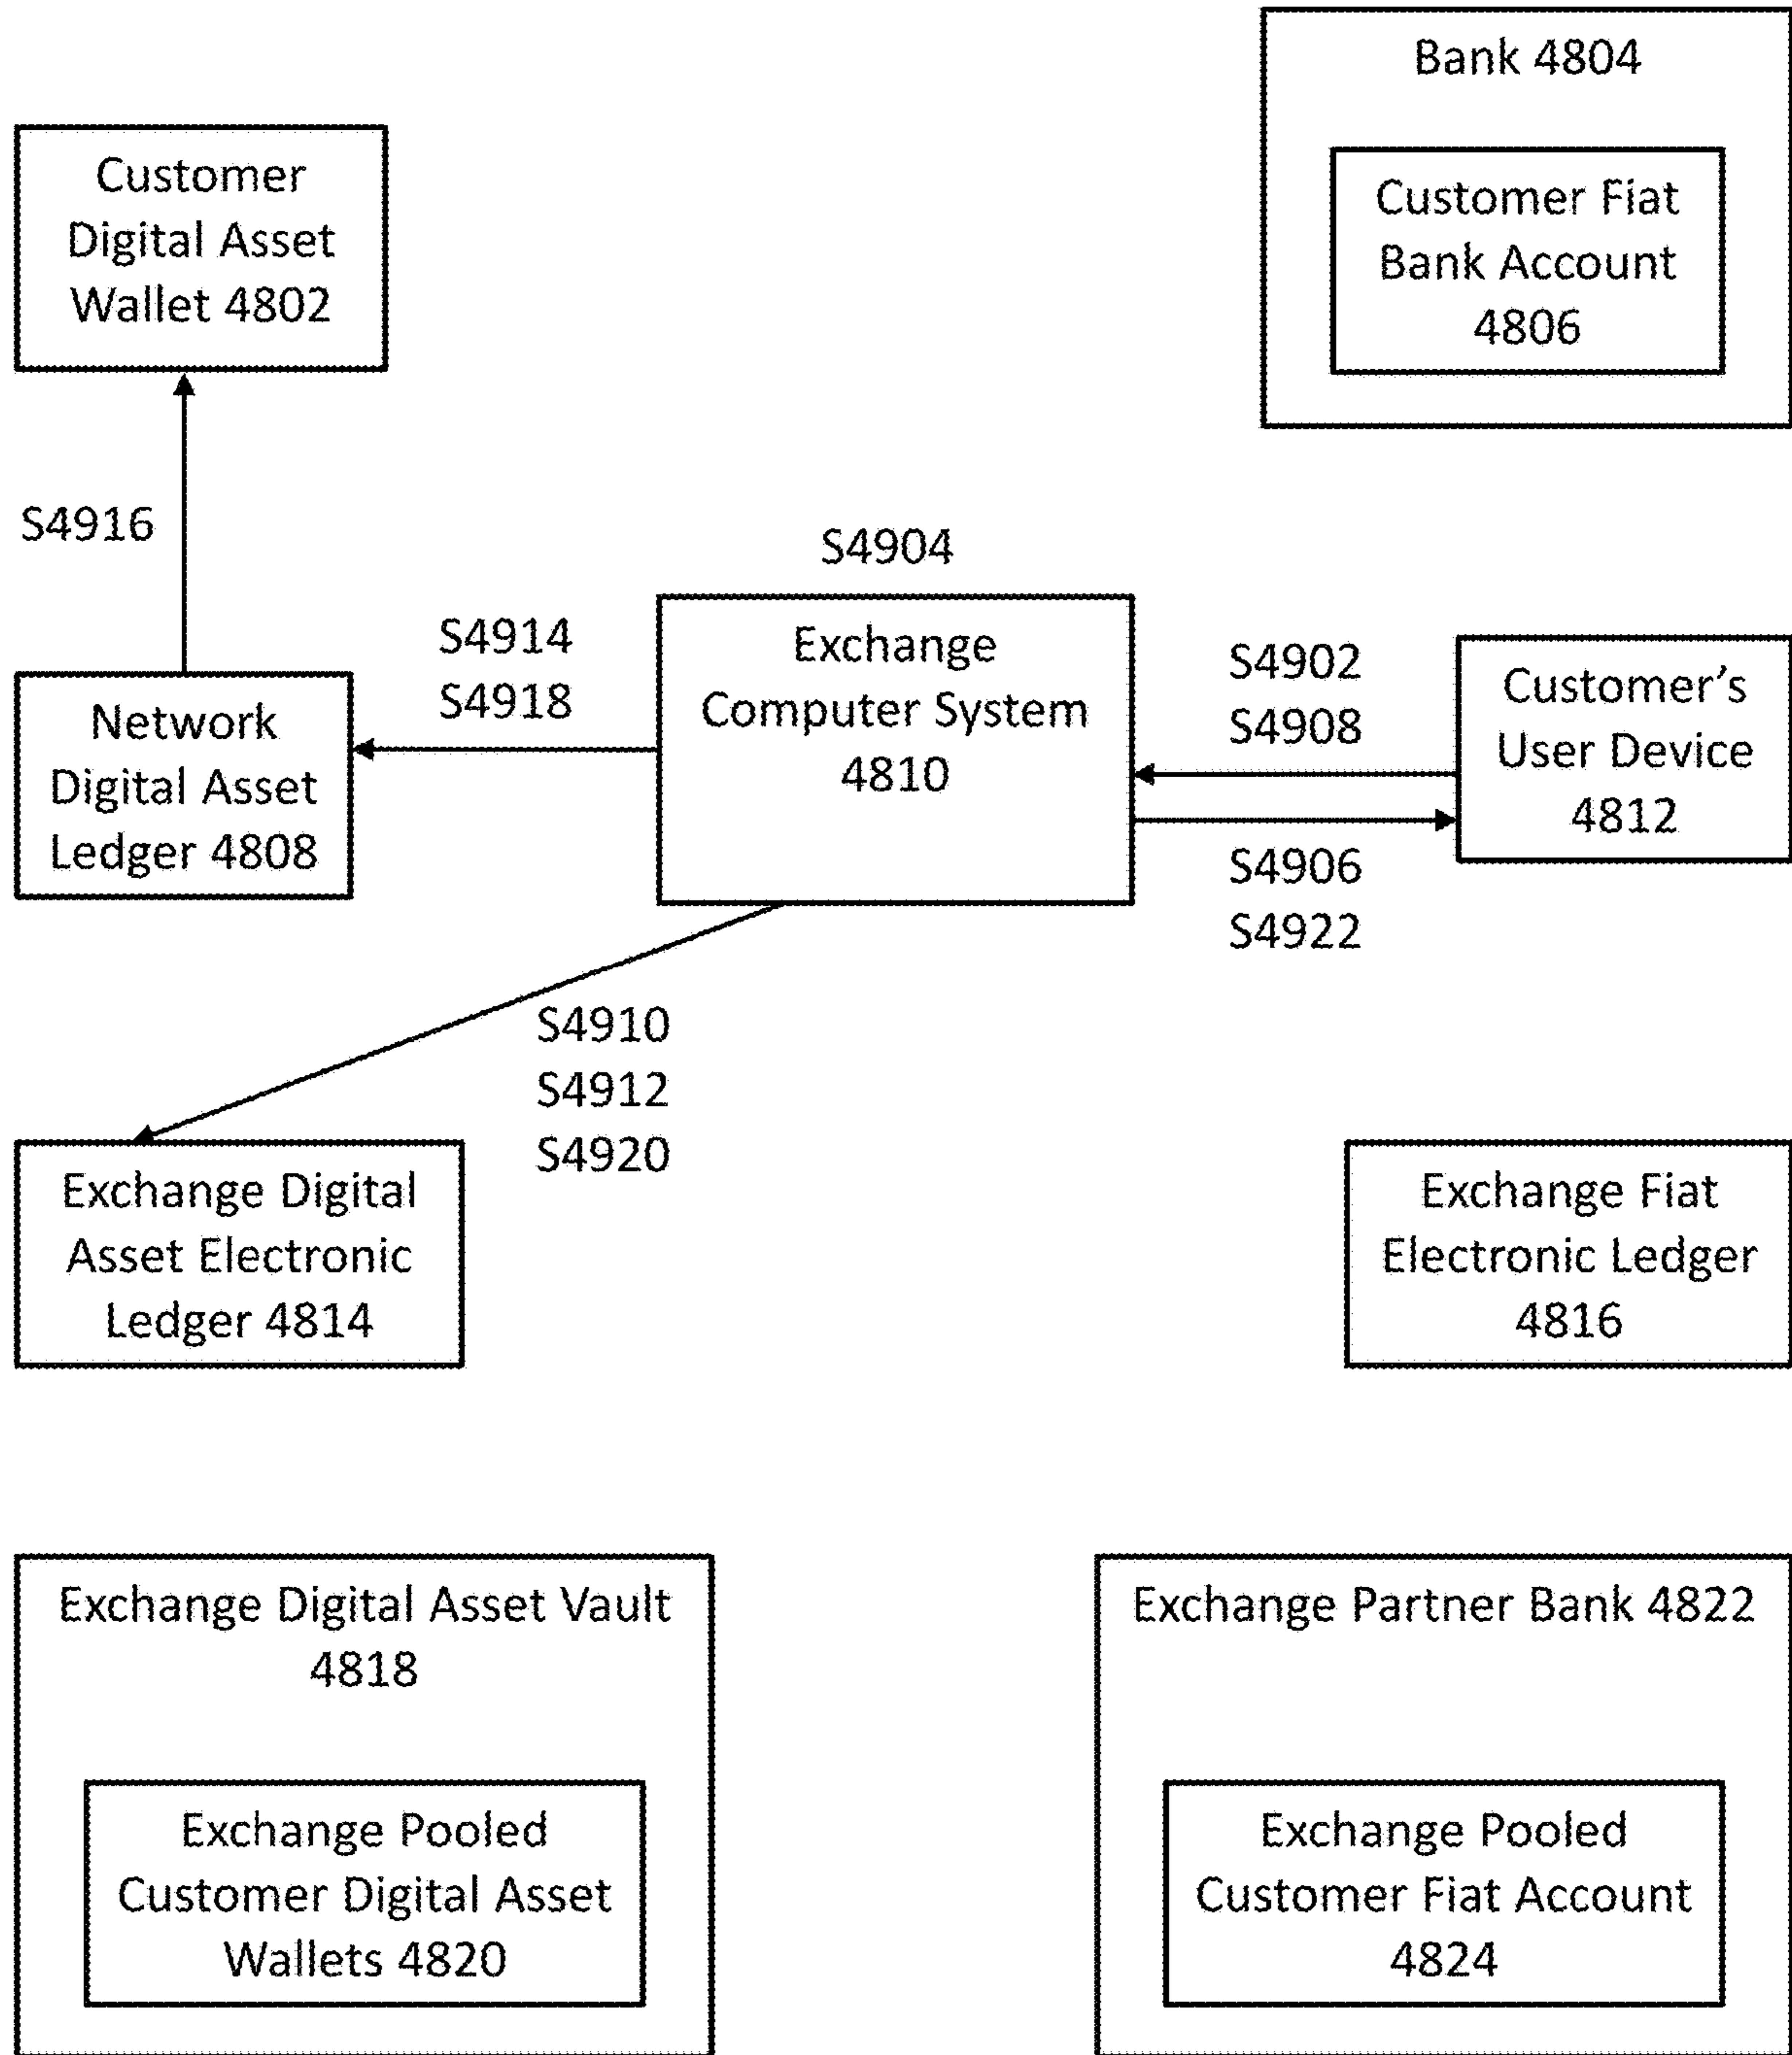 Bank 4804
Customer
Digital Asset
Wallet 4802
Customer Fiat
Bank Account
4806
S4916
S4904
S4914
S4918
Exchange
Computer System
4810
S4902
S4908
Customer's
User Device
4812
Network
Digital Asset
Ledger 4808
S4906
S4922
S4910
S4912
S4920
Exchange Digital
Asset Electronic
Ledger 4814
Exchange Fiat
Electronic Ledger
4816
Exchange Digital Asset Vault
4818
Exchange Pooled
Customer Digital Asset
Wallets 4820
Exchange Partner Bank 4822
Exchange Pooled
Customer Fiat Account
4824